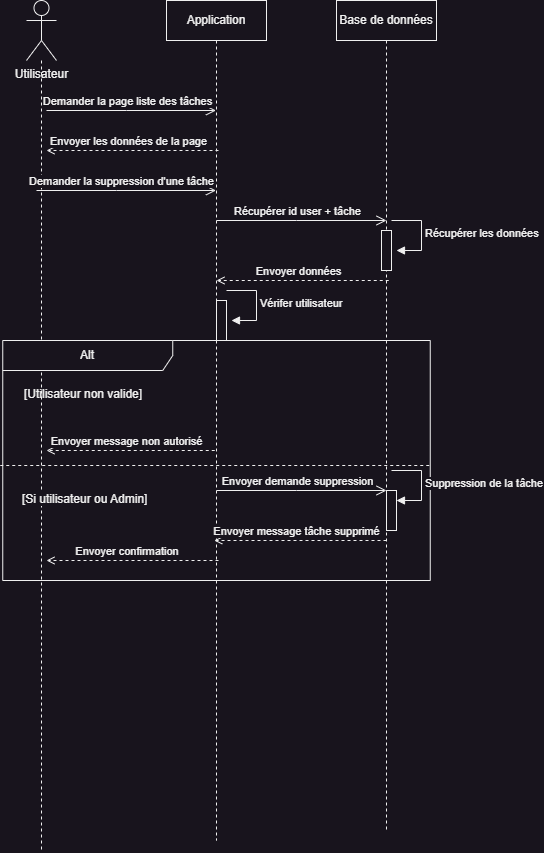 Application
Base de données
Utilisateur
Demander la page liste des tâches
Envoyer les données de la page
Demander la suppression d'une tâche
Récupérer id user + tâche
Récupérer les données
Envoyer données
Vérifer utilisateur
Alt
[Utilisateur non valide]
Envoyer message non autorisé
Envoyer demande suppression
Suppression de la tâche
[Si utilisateur ou Admin]
Envoyer message tâche supprimé
Envoyer confirmation